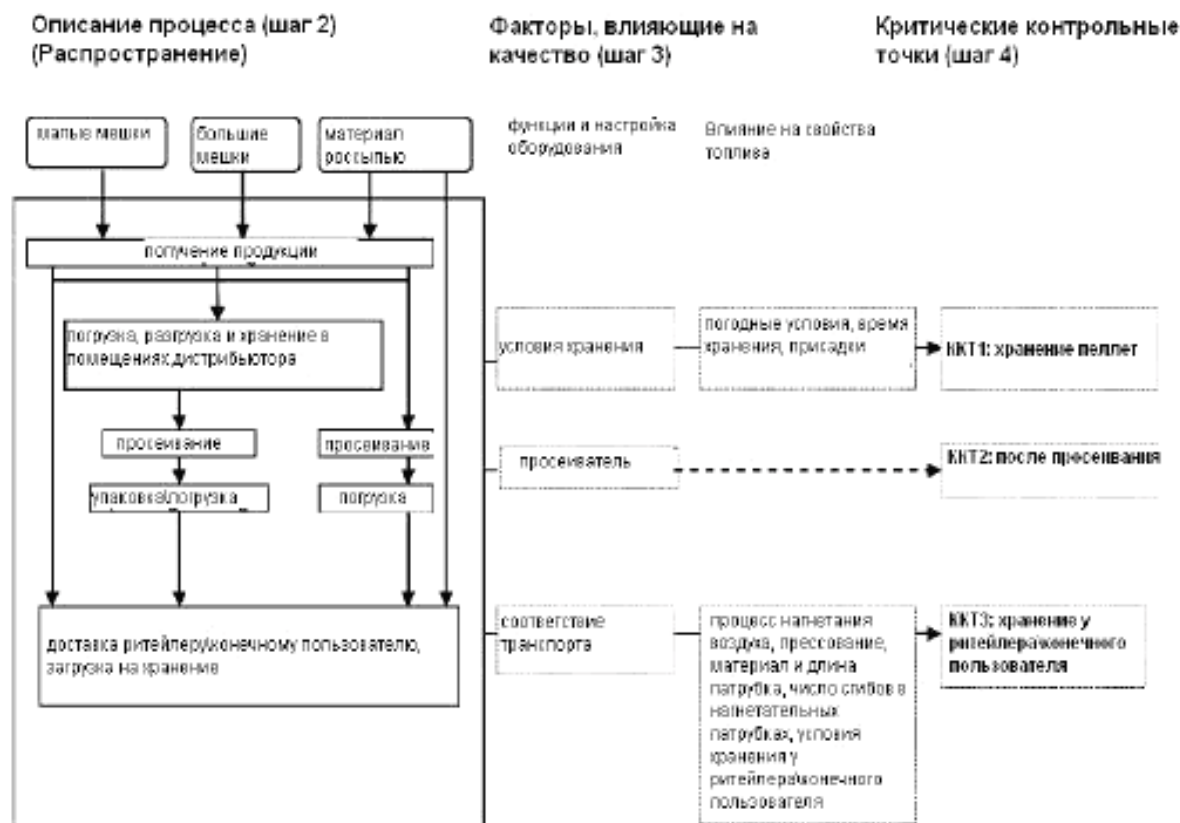 Описание процесса (шаг 2)
(Распространение)
Факторы, влияющие на
качество (шаг 3)
Критические контрольные
точки (шаг 4)
малые мешки
большие
мешки
материал
россыпью
функции и настройка
оборудования
Влияние на свойства
топлива
получение продукции
погрузка, разгрузка и хранение в
помещениях дистрибьютора
условия хранения
погодные условия, время
хранения, присадки
ККТ1: хранение пеллет
просеивание
просеивание
просеиватель
ККТ2: после просеивания
упаковка\погрузка
погрузка
доставка ритейлеру\конечному пользователю,
загрузка на хранение
соответствие
транспорта
процесс нагнетания
воздуха, прессование,
материал и длина
патрубка, число сгибов в
нагнетательных
патрубках, условия
хранения у
ритейлера\конечного
пользователя
ККТ3: хранение у
ритейлера\конечного
пользователя